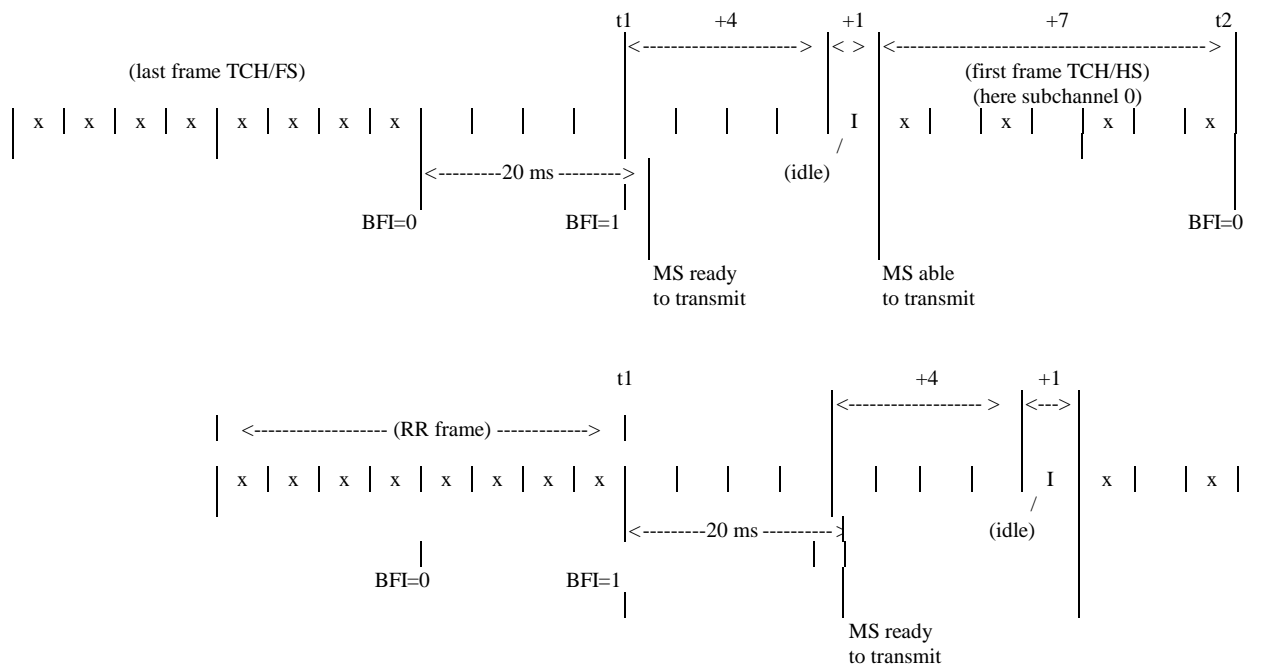 t1 +4 +1 +7 t2
<----------------------> <-> <-------------------------------------------->
(last frame TCH/FS) (first frame TCH/HS)
(here subchannel 0)
x x x x x x x x I x x x x
/
<---------20 ms ---------> (idle)
BFI=0 BFI=1 BFI=0
MS ready MS able
to transmit to transmit
t1 +4 +1
<------------------- > <--->
<------------------- (RR frame) ------------->
x x x x x x x x I x x
/
<---------20 ms -----------> (idle)
BFI=0 BFI=1
MS ready
to transmit